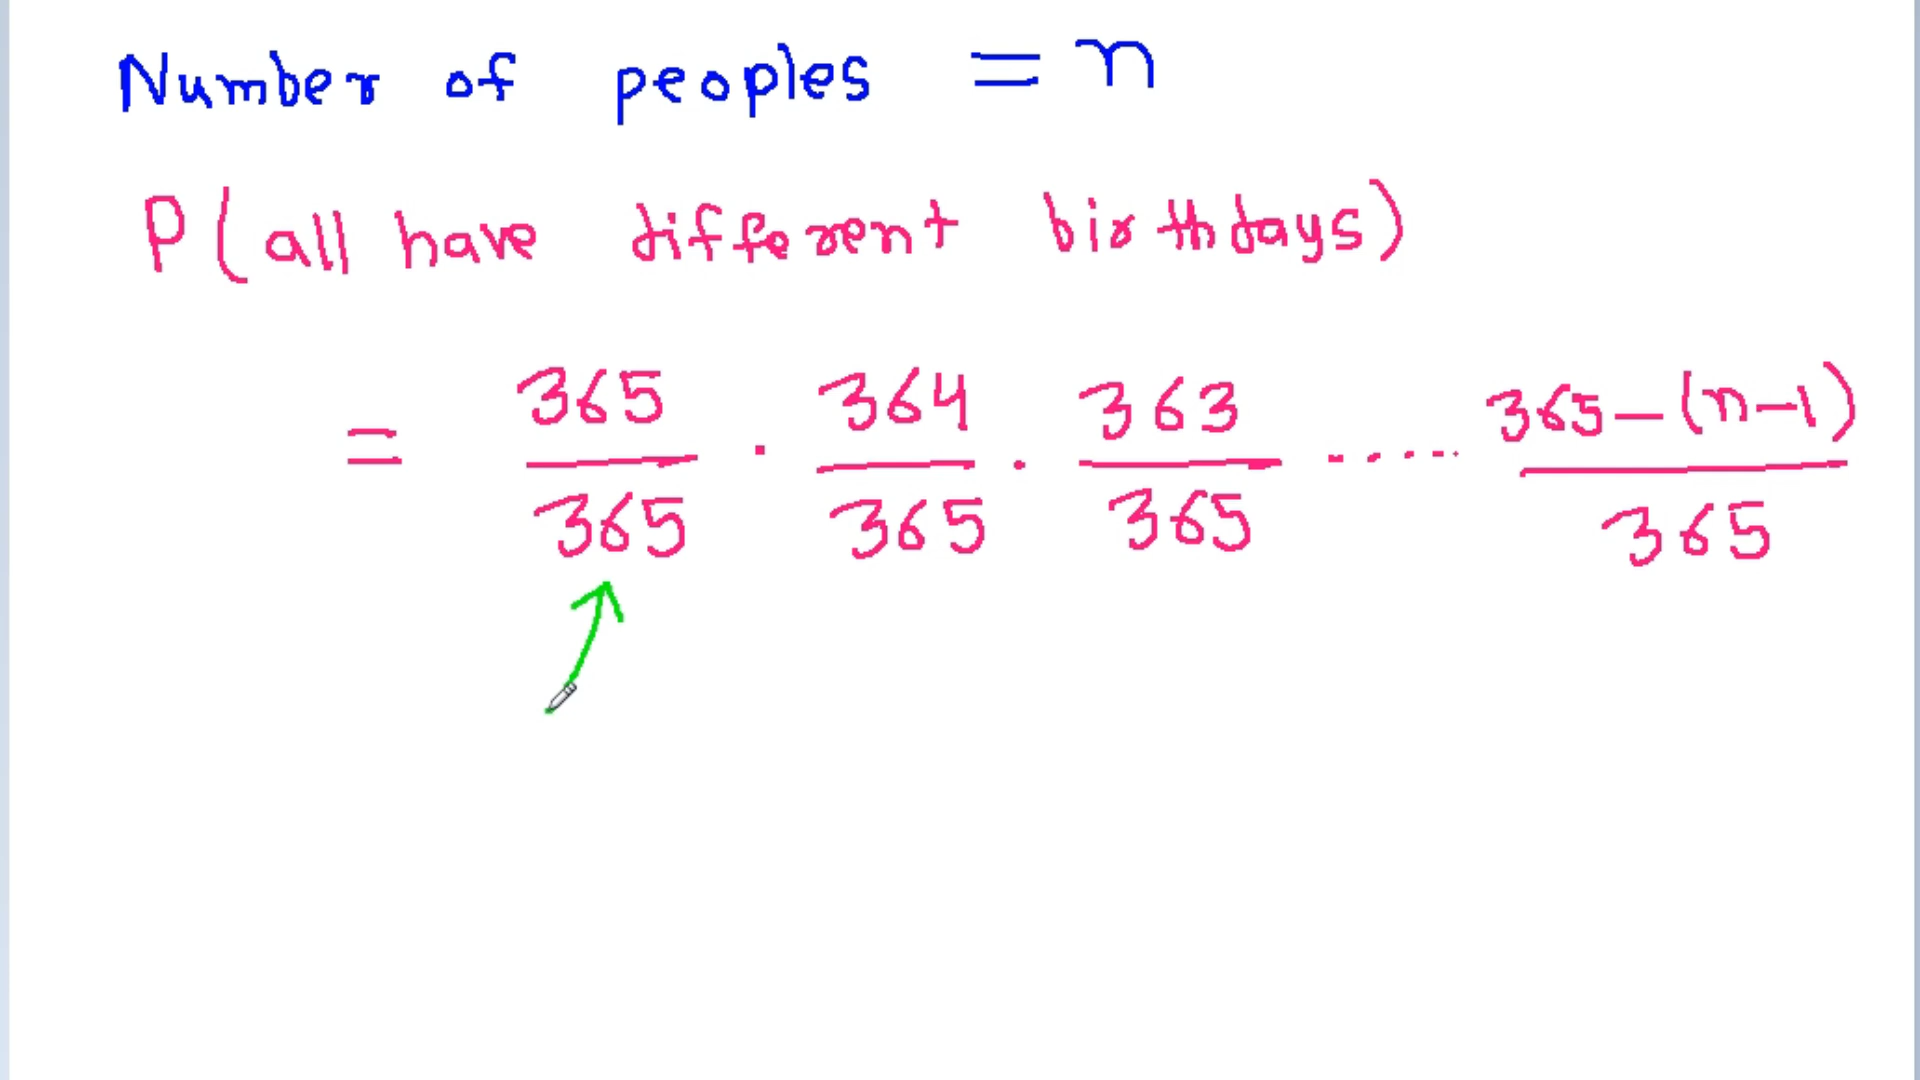 Number of peoples = n
P(all have different birthdays)
= 365/365 · 364/365 · 363/365 ..... 365-(n-1)/365